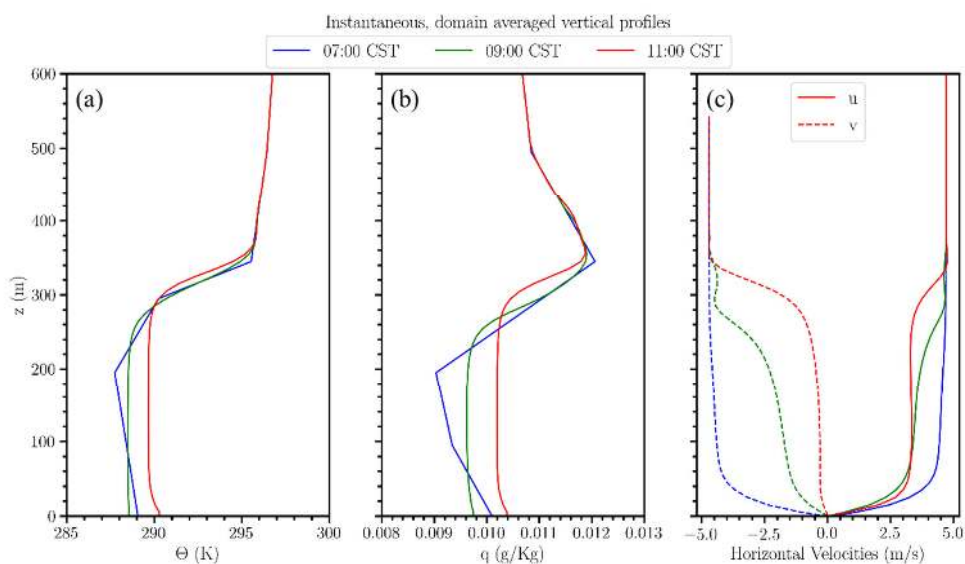 Instantaneous, domain averaged vertical profiles
07:00 CST 09:00 CST 11:00 CST
(a) (b) (c)
u
v
600
500
400
300
200
100
0
z (m)
285 290 295 300
0.008 0.009 0.010 0.011 0.012 0.013
−5.0 −2.5 0.0 2.5 5.0
Θ (K)
q (g/Kg)
Horizontal Velocities (m/s)